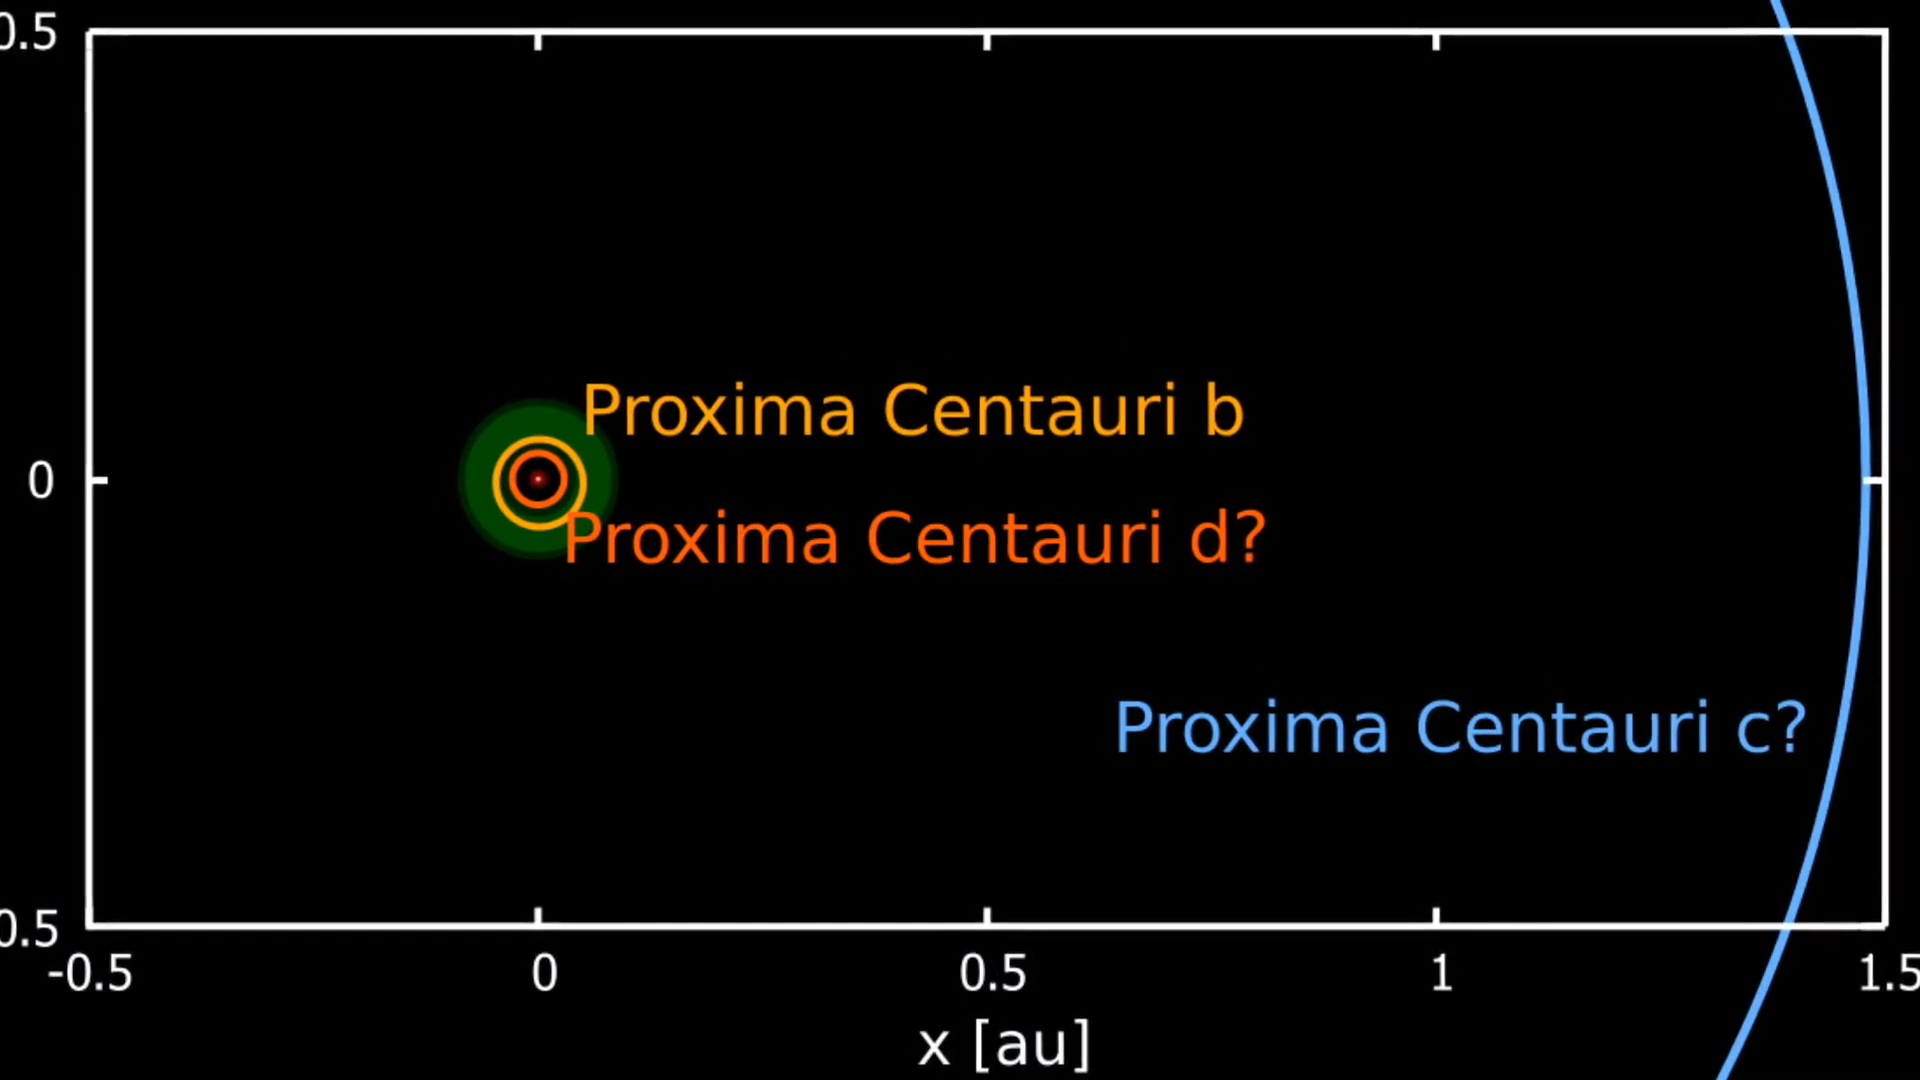 0.5
Proxima Centauri b
0
Proxima Centauri d?
Proxima Centauri c?
0.5
-0.5 0 0.5 1 1.5
x [au]